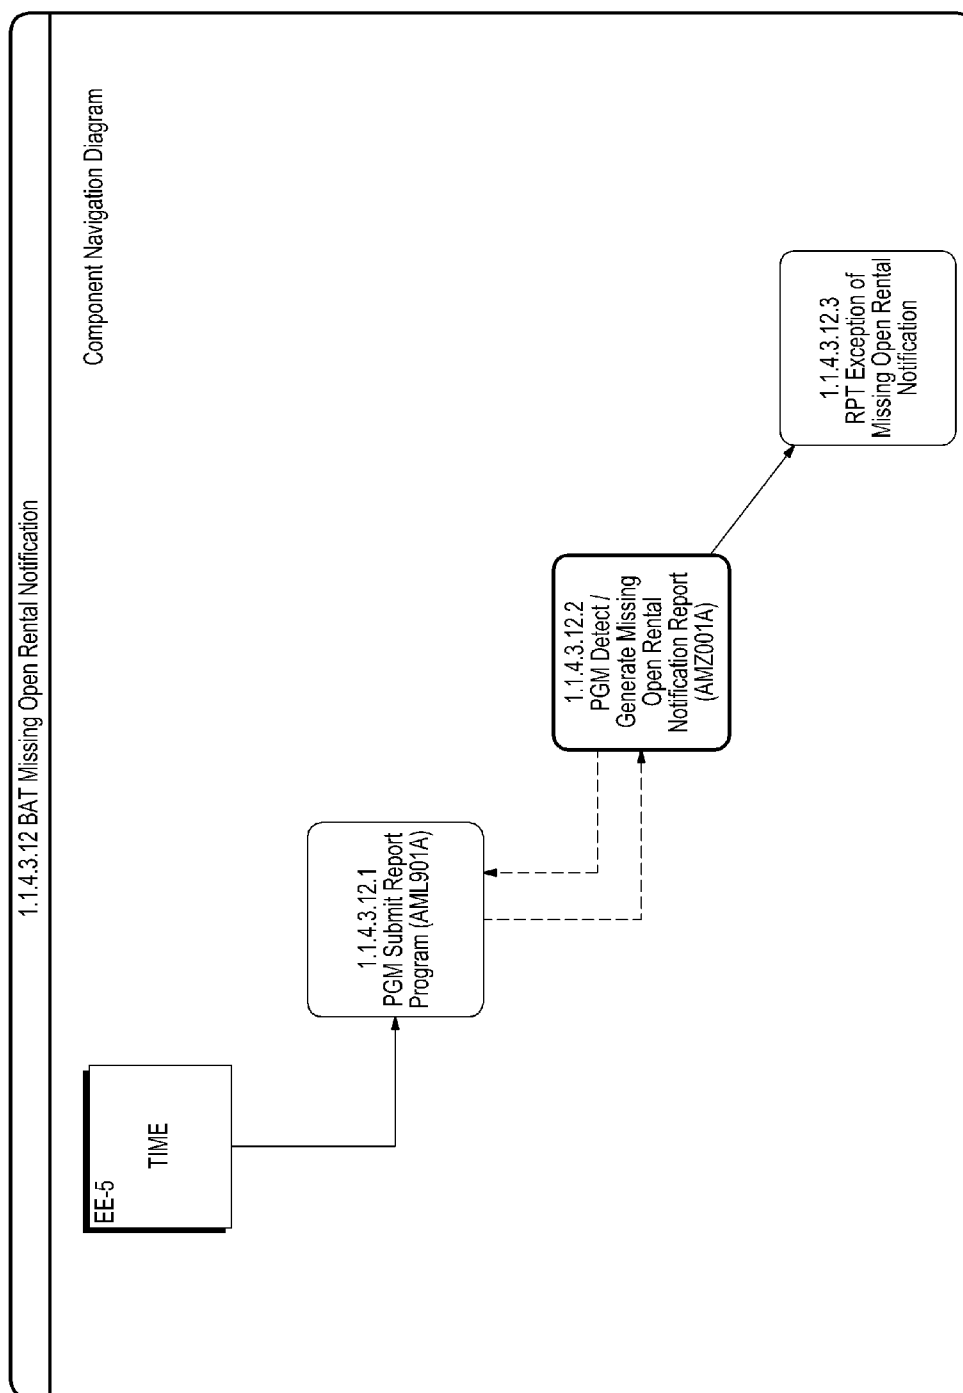 1.1.4.3.12 BAT Missing Open Rental Notification
Component Navigation Diagram
EE-5
TIME
1.1.4.3.12.1
PGM Submit Report
Program (AML901A)
1.1.4.3.12.2
PGM Detect /
Generate Missing
Open Rental
Notification Report
(AMZ001A)
1.1.4.3.12.3
RPT Exception of
Missing Open Rental
Notification